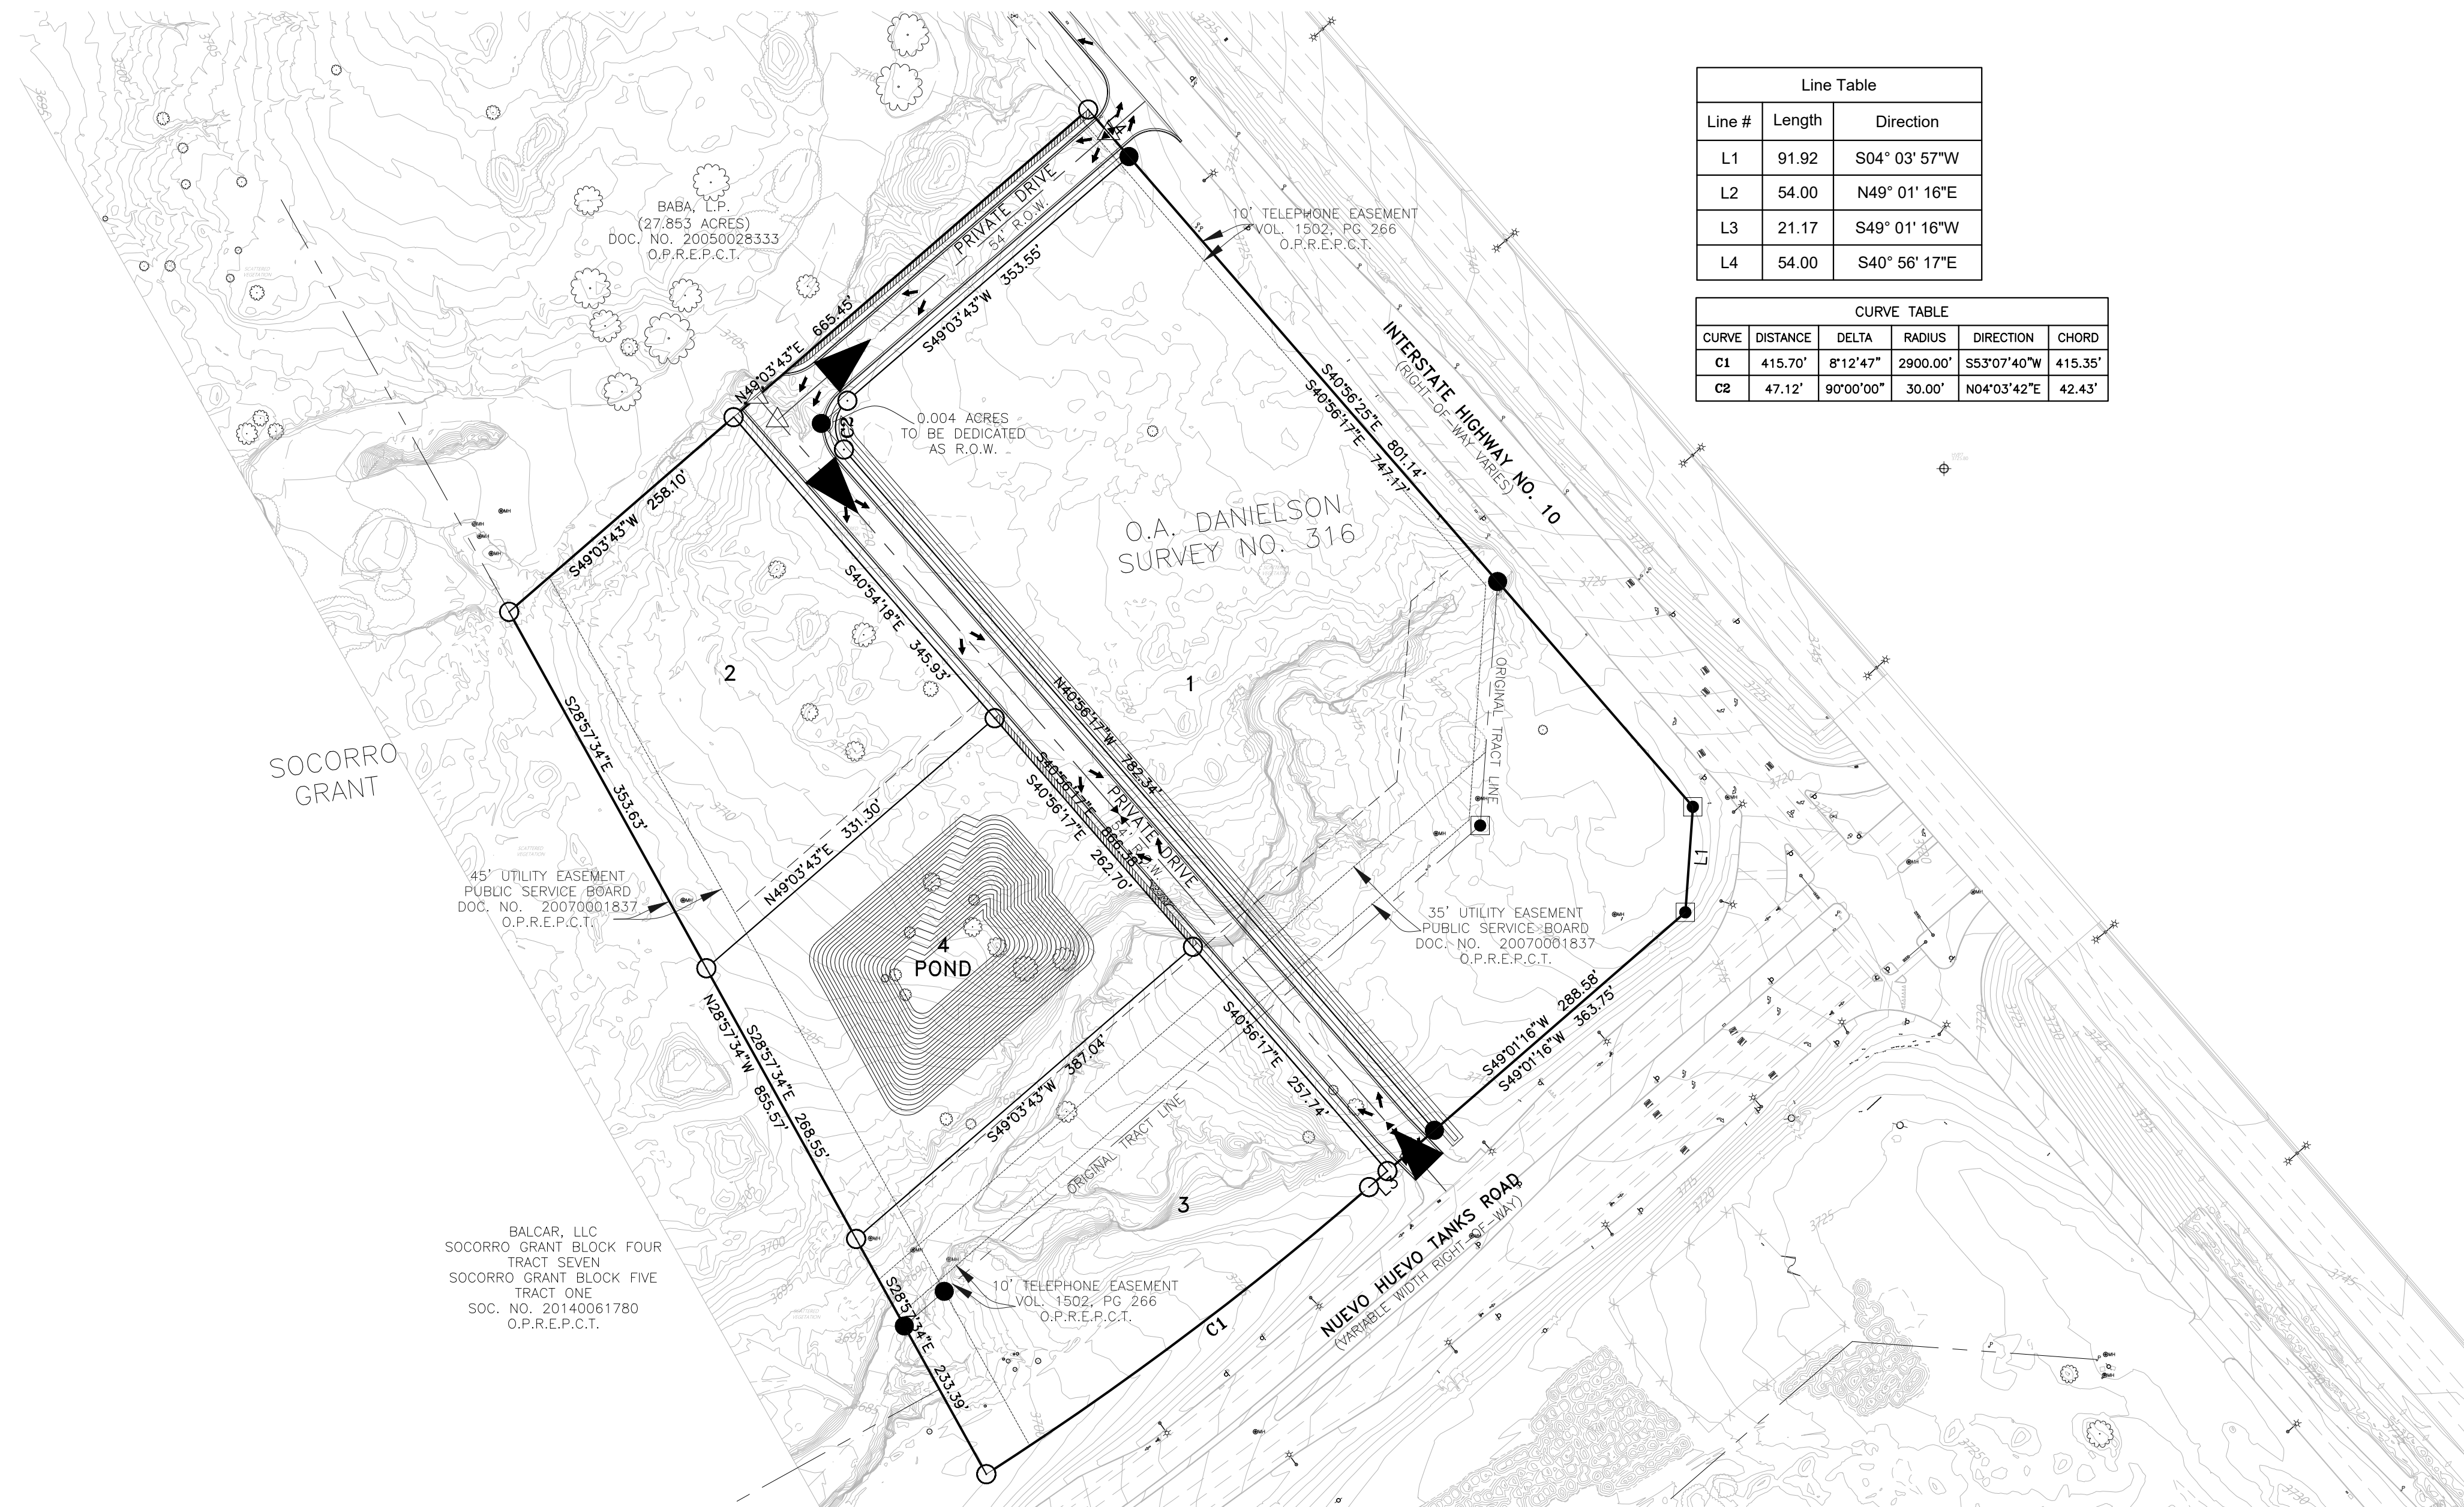 Line Table
Line # Length Direction
L1 91.92 S04° 03' 57"W
L2 54.00 N49° 01' 16"E
L3 21.17 S49° 01' 16"W
L4 54.00 S40° 56' 17"E
CURVE TABLE
CURVE DISTANCE DELTA RADIUS DIRECTION CHORD
C1 415.70' 8°12'47" 2900.00' S53°07'40"W 415.35'
C2 47.12' 90°00'00" 30.00' N04°03'42"E 42.43'
BABA, L.P.
(27.853 ACRES)
DOC. NO. 20050028333
O.P.R.E.P.C.T.
PRIVATE DRIVE
54' R.O.W.
S49°03'43"W 353.55'
N49°03'43"E 665.45'
10' TELEPHONE EASEMENT
VOL. 1502, PG 266
O.P.R.E.P.C.T.
INTERSTATE HIGHWAY NO. 10
(RIGHT-OF-WAY VARIES)
S40°56'25"E 801.14'
S40°56'17"E 747.17'
C2
0.004 ACRES
TO BE DEDICATED
AS R.O.W.
O.A. DANIELSON
SURVEY NO. 316
S49°03'43"W 258.10'
S40°54'18"E 345.93'
2
1
SOCORRO
GRANT
S28°57'34"E 353.63'
N40°56'17"W 782.34'
S40°56'17"E 866.38'
S40°56'17"E 262.70'
PRIVATE DRIVE
54' R.O.W.
ORIGINAL TRACT LINE
L1
N49°03'43"E 331.30'
45' UTILITY EASEMENT
PUBLIC SERVICE BOARD
DOC. NO. 20070001837
O.P.R.E.P.C.T.
35' UTILITY EASEMENT
PUBLIC SERVICE BOARD
DOC. NO. 20070001837
O.P.R.E.P.C.T.
4
POND
S49°01'16"W 288.58'
S49°01'16"W 363.75'
S28°57'34"E 268.55'
N28°57'34"W 855.57'
S49°03'43"W 387.04'
S40°56'17"E 257.74'
ORIGINAL TRACT LINE
L3
3
NUEVO HUEVO TANKS ROAD
(VARIABLE WIDTH RIGHT-OF-WAY)
BALCAR, LLC
SOCORRO GRANT BLOCK FOUR
TRACT SEVEN
SOCORRO GRANT BLOCK FIVE
TRACT ONE
SOC. NO. 20140061780
O.P.R.E.P.C.T.
10' TELEPHONE EASEMENT
VOL. 1502, PG 266
O.P.R.E.P.C.T.
S28°57'34"E 233.39'
C1